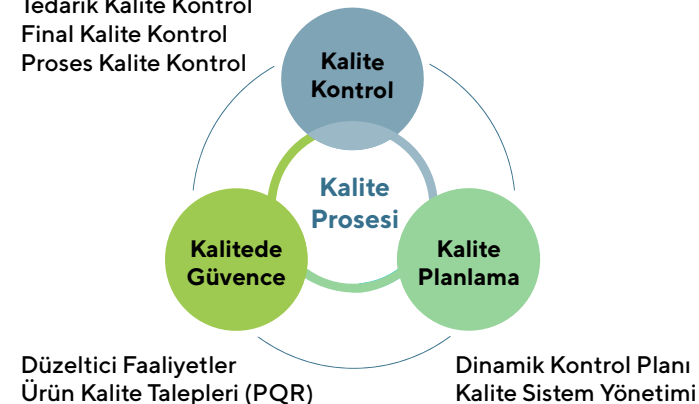 Tedarik Kalite Kontrol
Final Kalite Kontrol
Proses Kalite Kontrol
Kalite
Kontrol
Kalite
Prosesi
Kalitede
Güvence
Kalite
Planlama
Düzeltici Faaliyetler
Ürün Kalite Talepleri (PQR)
Dinamik Kontrol Planı
Kalite Sistem Yönetimi